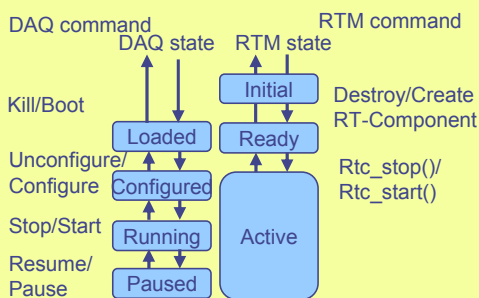 DAQ command
RTM command
DAQ state
RTM state
Initial
Kill/Boot
Destroy/Create
RT-Component
Loaded
Ready
Unconfigure/
Configure
Configured
Rtc_stop()/
Rtc_start()
Stop/Start
Running
Active
Resume/
Pause
Paused